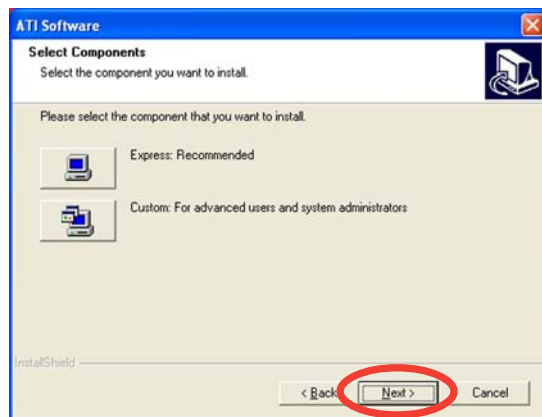 ATI Software
Select Components
Select the component you want to install.
Please select the component that you want to install.
Express: Recommended
Custom: For advanced users and system administrators
InstallShield
< Back
Next >
Cancel